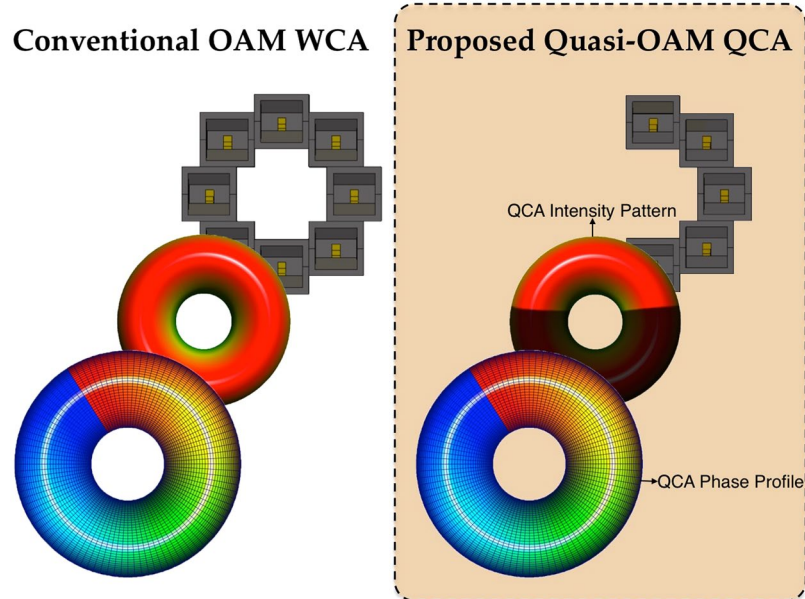 Conventional OAM WCA
Proposed Quasi-OAM QCA
QCA Intensity Pattern
QCA Phase Profile